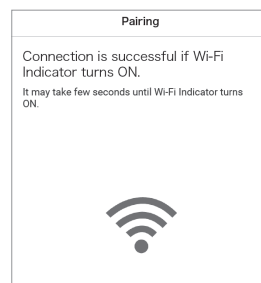 Pairing
Connection is successful if Wi-Fi
Indicator turns ON.
It may take few seconds until Wi-Fi Indicator turns
ON.